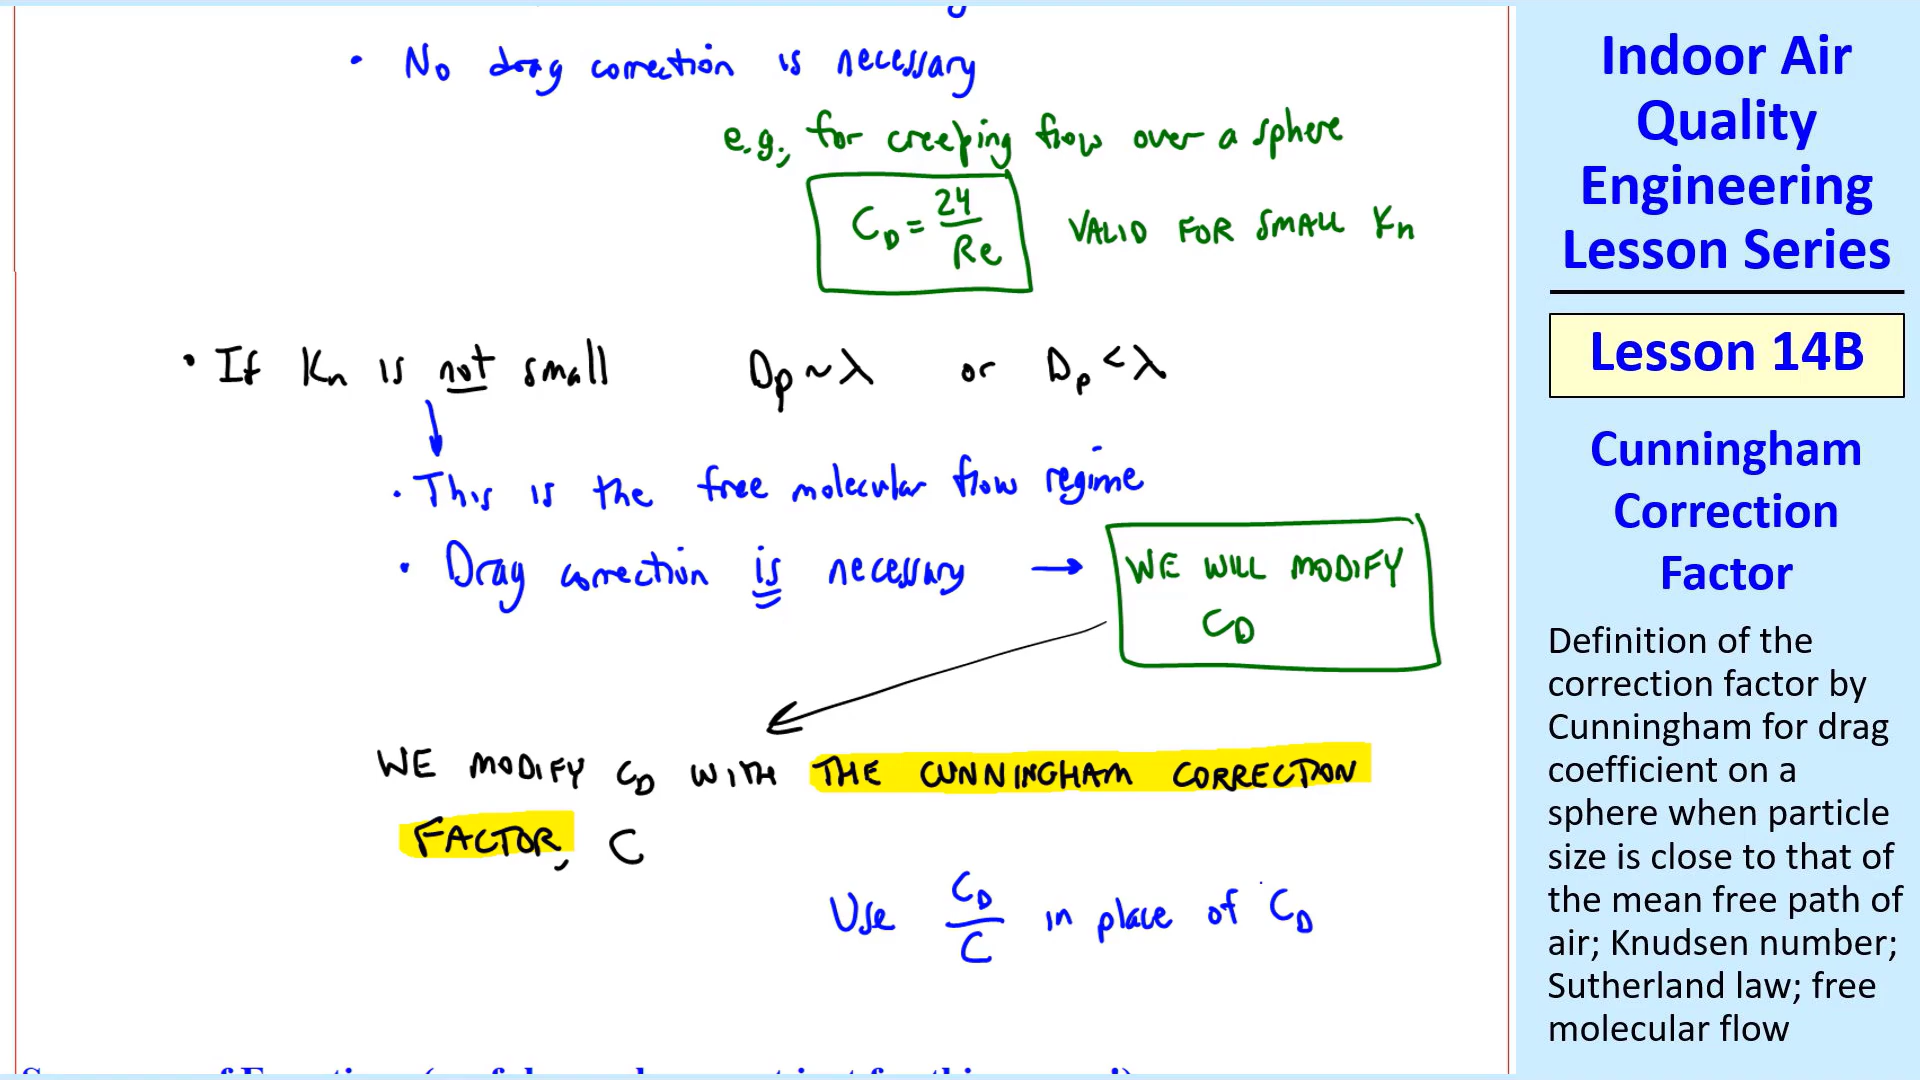 • No drag correction is necessary
e.g., for creeping flow over a sphere
C_D = 24/Re VALID FOR SMALL Kn
• If Kn is not small Dp ~ λ or Dp < λ
• This is the free molecular flow regime
• Drag correction is necessary → WE WILL MODIFY
C_D
WE MODIFY C_D WITH THE CUNNINGHAM CORRECTION
FACTOR, C
Use C_D/C in place of C_D
Indoor Air
Quality
Engineering
Lesson Series
Lesson 14B
Cunningham
Correction
Factor
Definition of the
correction factor by
Cunningham for drag
coefficient on a
sphere when particle
size is close to that of
the mean free path of
air; Knudsen number;
Sutherland law; free
molecular flow